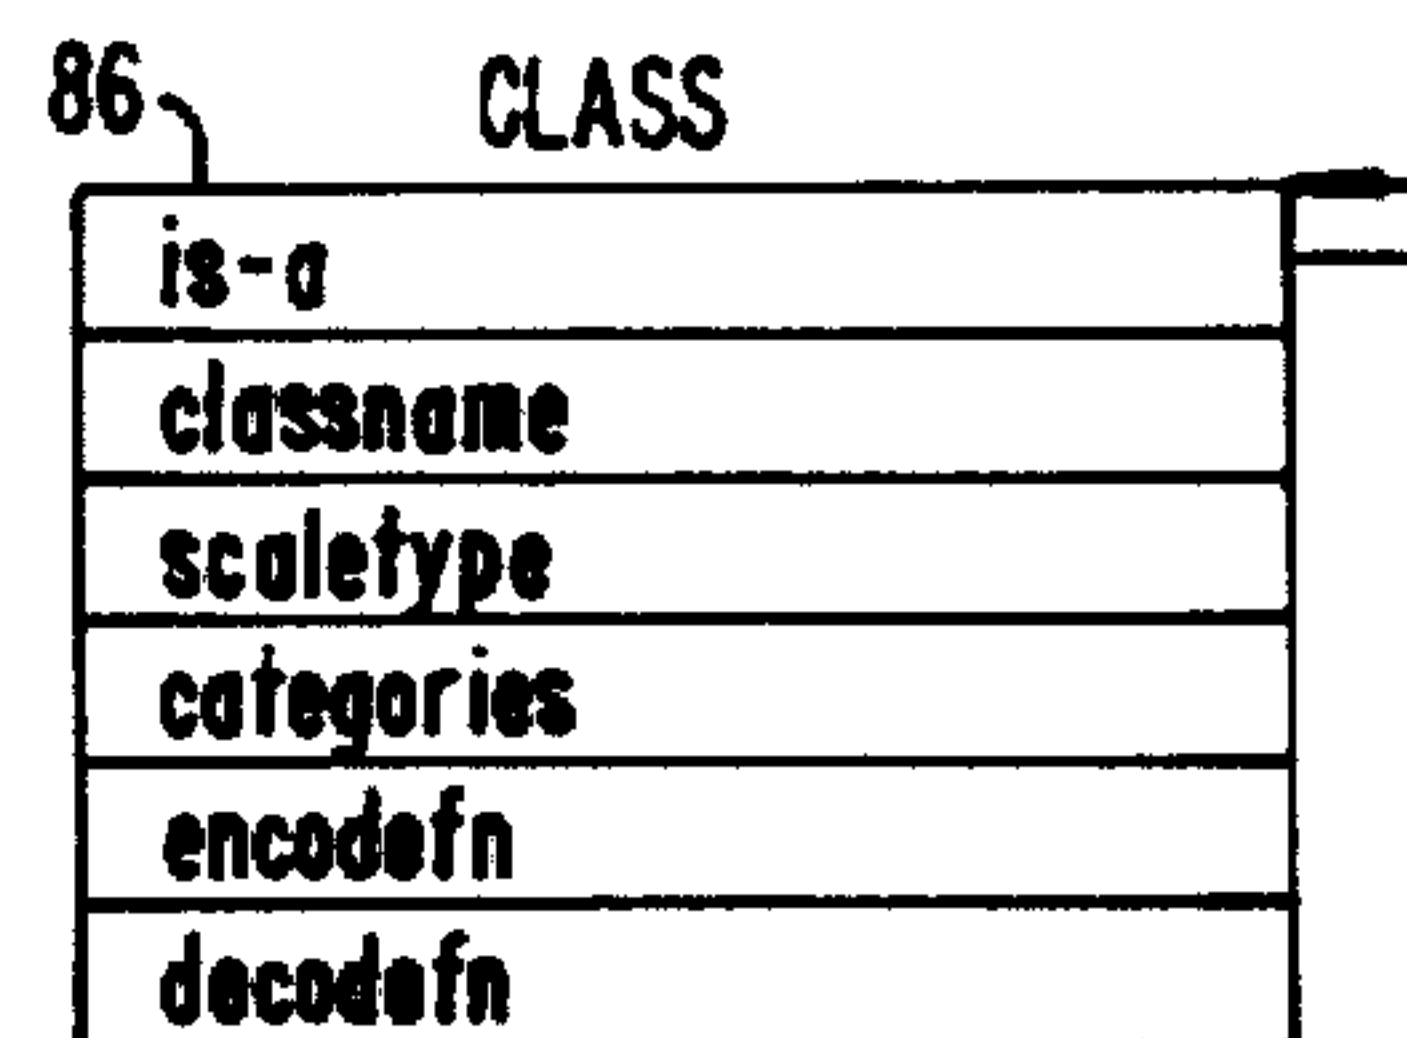 86 CLASS
is-a
classname
scaletype
categories
encodefn
decodefn